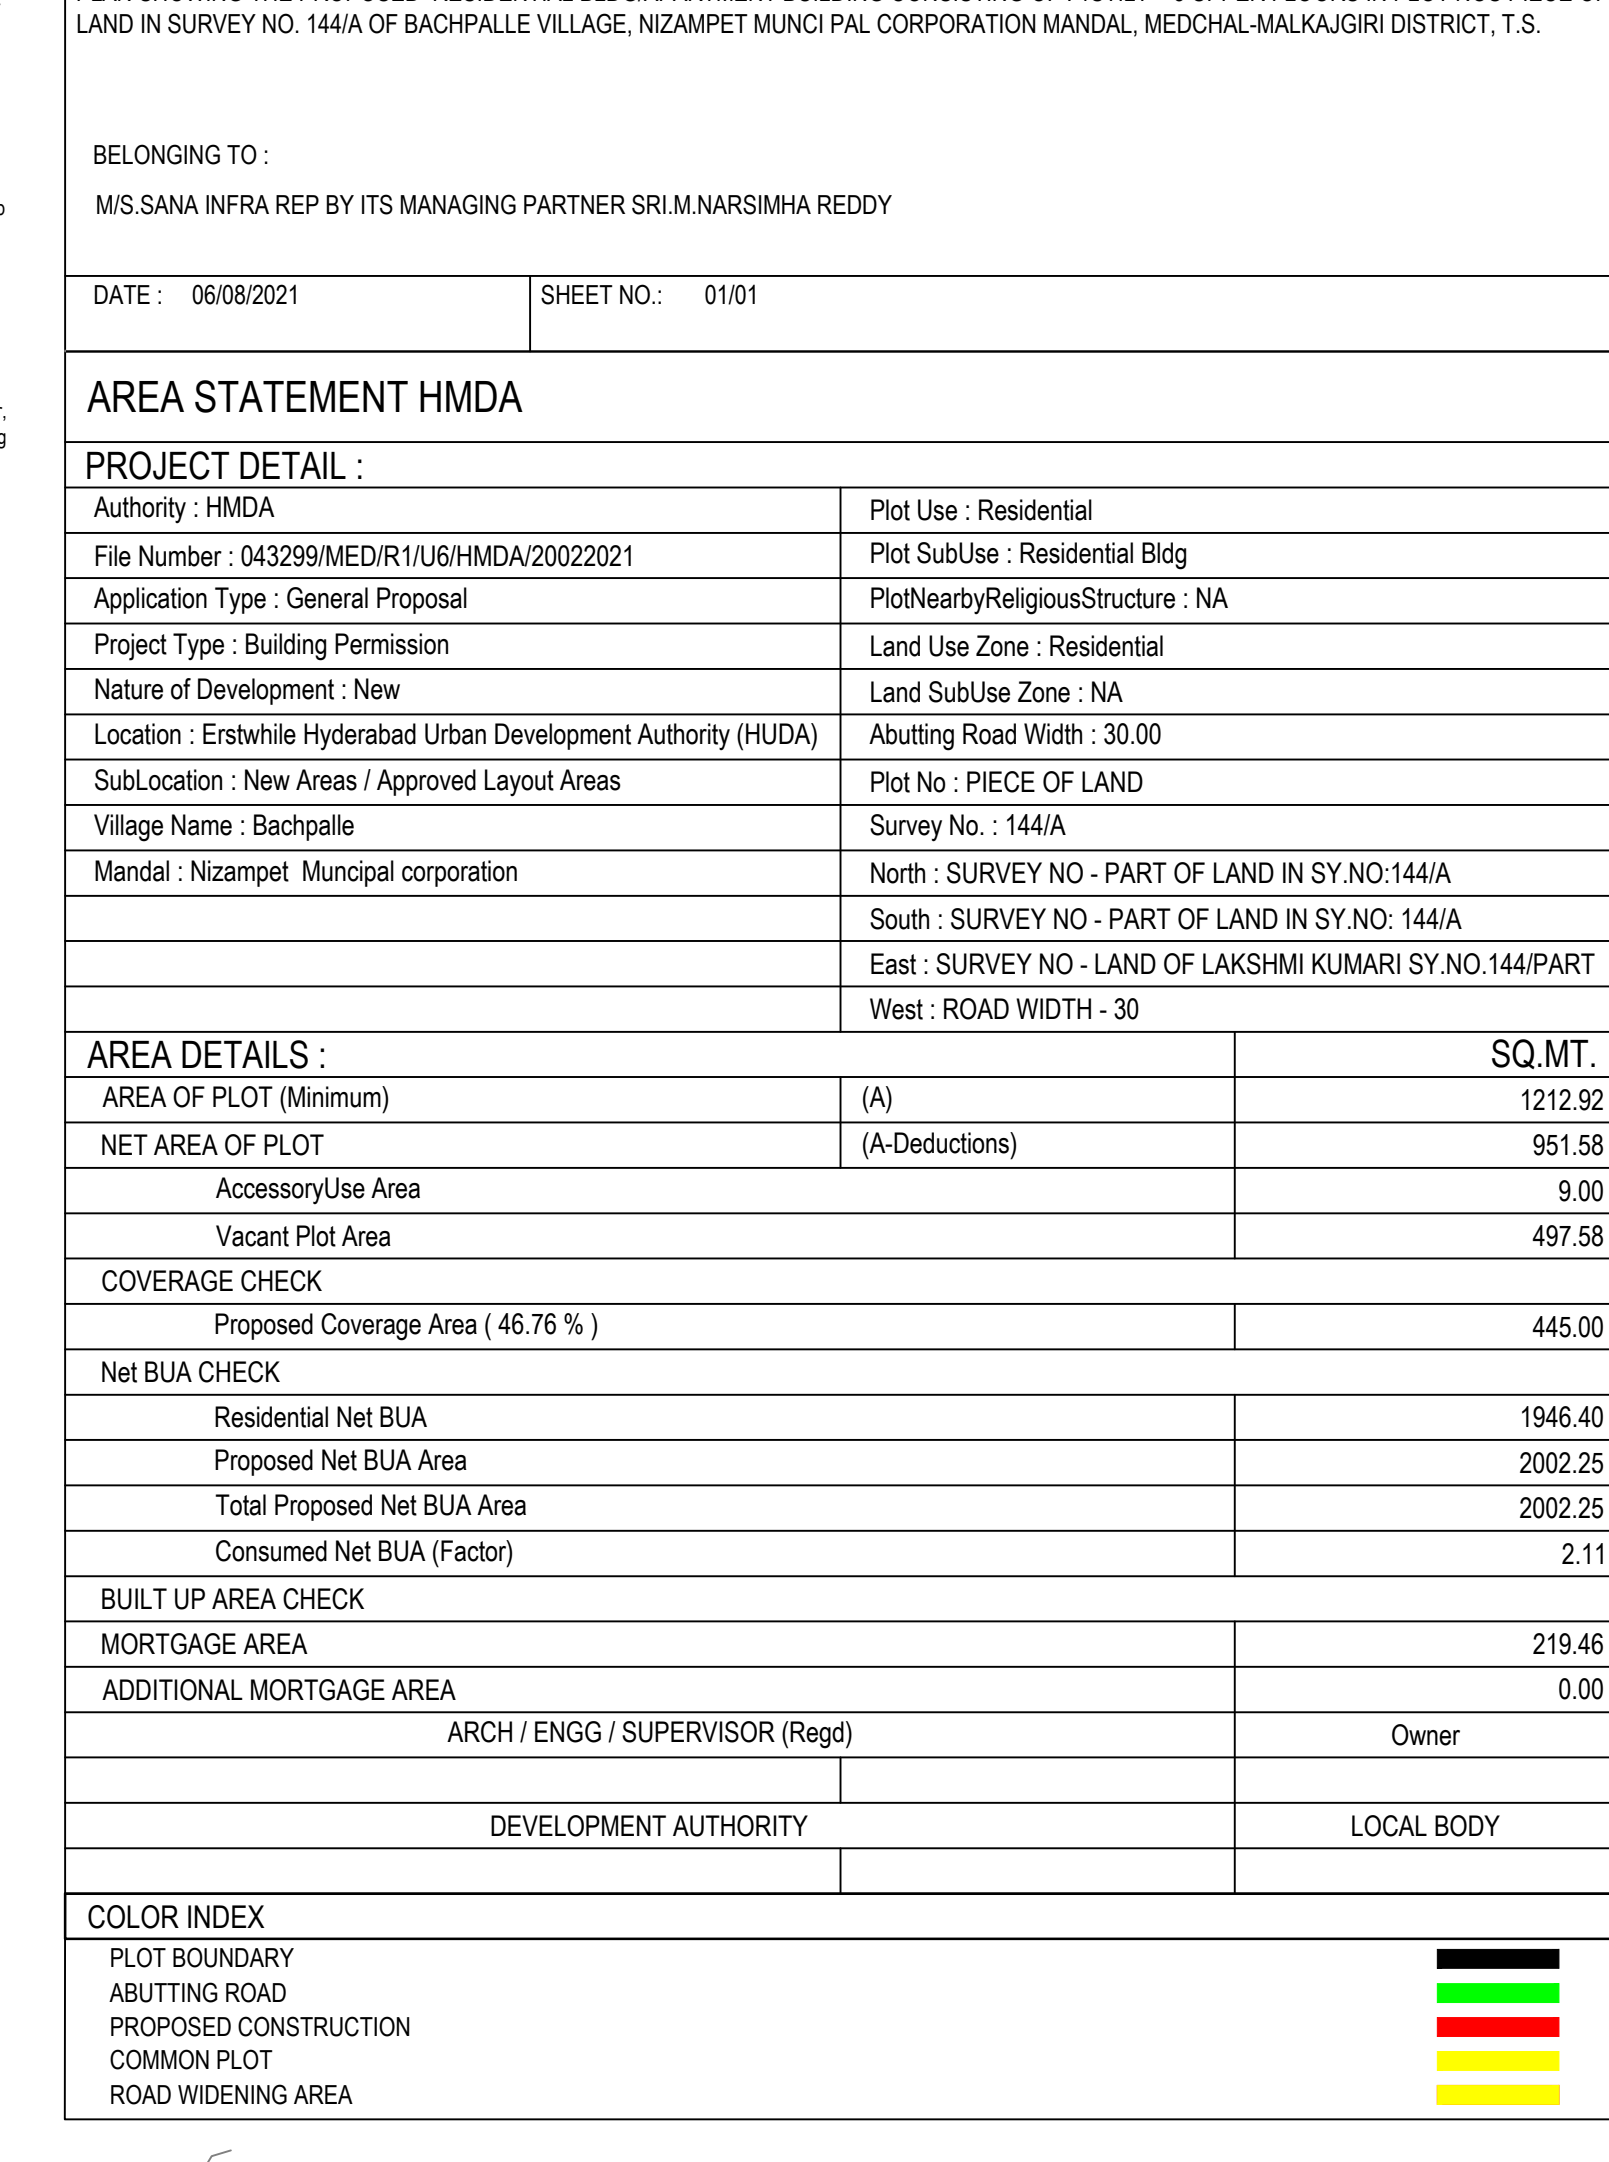 LAND IN SURVEY NO. 144/A OF BACHPALLE VILLAGE, NIZAMPET MUNCI PAL CORPORATION MANDAL, MEDCHAL-MALKAJGIRI DISTRICT, T.S.
BELONGING TO :
M/S.SANA INFRA REP BY ITS MANAGING PARTNER SRI.M.NARSIMHA REDDY
DATE : 06/08/2021 SHEET NO.: 01/01
AREA STATEMENT HMDA
PROJECT DETAIL :
Authority : HMDA Plot Use : Residential
File Number : 043299/MED/R1/U6/HMDA/20022021 Plot SubUse : Residential Bldg
Application Type : General Proposal PlotNearbyReligiousStructure : NA
Project Type : Building Permission Land Use Zone : Residential
Nature of Development : New Land SubUse Zone : NA
Location : Erstwhile Hyderabad Urban Development Authority (HUDA) Abutting Road Width : 30.00
SubLocation : New Areas / Approved Layout Areas Plot No : PIECE OF LAND
Village Name : Bachpalle Survey No. : 144/A
Mandal : Nizampet Muncipal corporation North : SURVEY NO - PART OF LAND IN SY.NO:144/A
South : SURVEY NO - PART OF LAND IN SY.NO: 144/A
East : SURVEY NO - LAND OF LAKSHMI KUMARI SY.NO.144/PART
West : ROAD WIDTH - 30
AREA DETAILS : SQ.MT.
AREA OF PLOT (Minimum) (A) 1212.92
NET AREA OF PLOT (A-Deductions) 951.58
AccessoryUse Area 9.00
Vacant Plot Area 497.58
COVERAGE CHECK
Proposed Coverage Area ( 46.76 % ) 445.00
Net BUA CHECK
Residential Net BUA 1946.40
Proposed Net BUA Area 2002.25
Total Proposed Net BUA Area 2002.25
Consumed Net BUA (Factor) 2.11
BUILT UP AREA CHECK
MORTGAGE AREA 219.46
ADDITIONAL MORTGAGE AREA 0.00
ARCH / ENGG / SUPERVISOR (Regd) Owner
DEVELOPMENT AUTHORITY LOCAL BODY
COLOR INDEX
PLOT BOUNDARY
ABUTTING ROAD
PROPOSED CONSTRUCTION
COMMON PLOT
ROAD WIDENING AREA